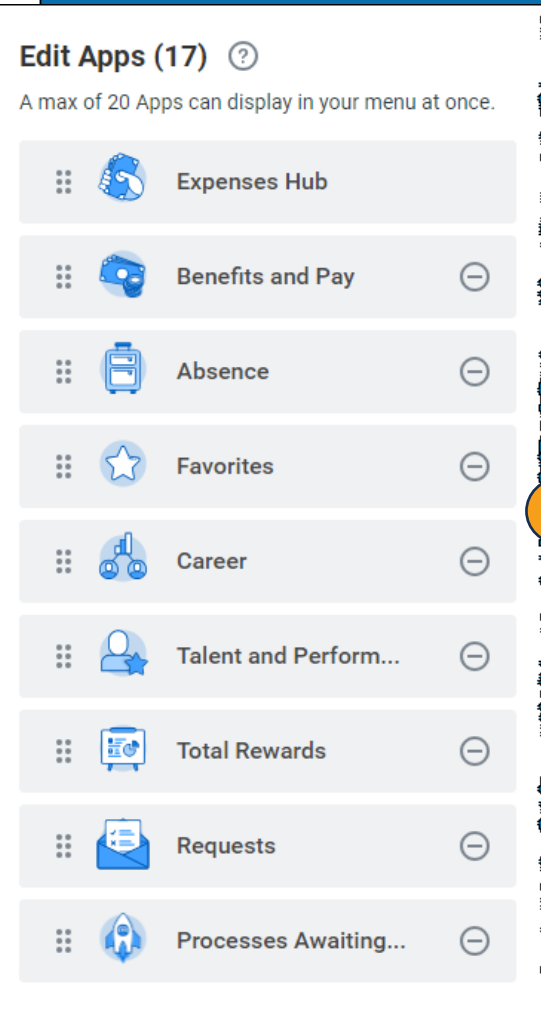 Edit Apps (17) ?
A max of 20 Apps can display in your menu at once.
Expenses Hub
Benefits and Pay
Absence
Favorites
Career
Talent and Perform...
Total Rewards
Requests
Processes Awaiting...